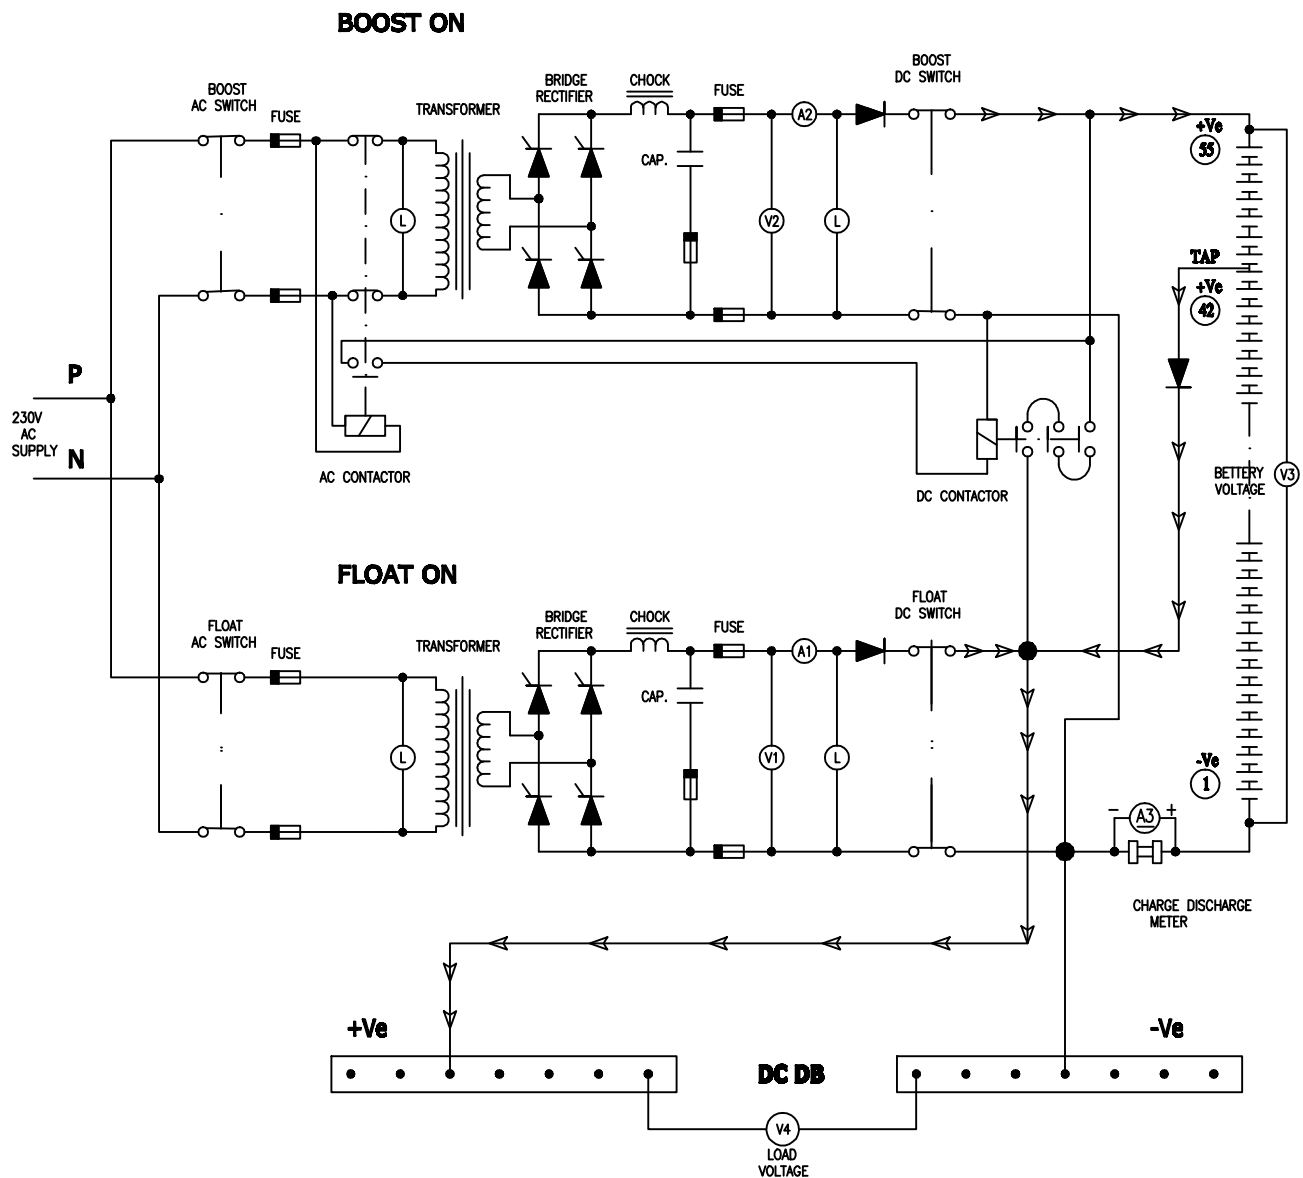 BOOST ON
BOOST
AC SWITCH
FUSE
TRANSFORMER
BRIDGE
RECTIFIER
CHOCK
FUSE
BOOST
DC SWITCH
A2
CAP.
+Ve
55
L
V2
L
TAP
+Ve
42
P
230V
AC
SUPPLY
N
AC CONTACTOR
DC CONTACTOR
BETTERY
VOLTAGE
V3
FLOAT ON
FLOAT
AC SWITCH
FUSE
TRANSFORMER
BRIDGE
RECTIFIER
CHOCK
FUSE
FLOAT
DC SWITCH
A1
CAP.
L
V1
L
-Ve
1
- A3 +
CHARGE DISCHARGE
METER
+Ve
-Ve
DC DB
V4
LOAD
VOLTAGE